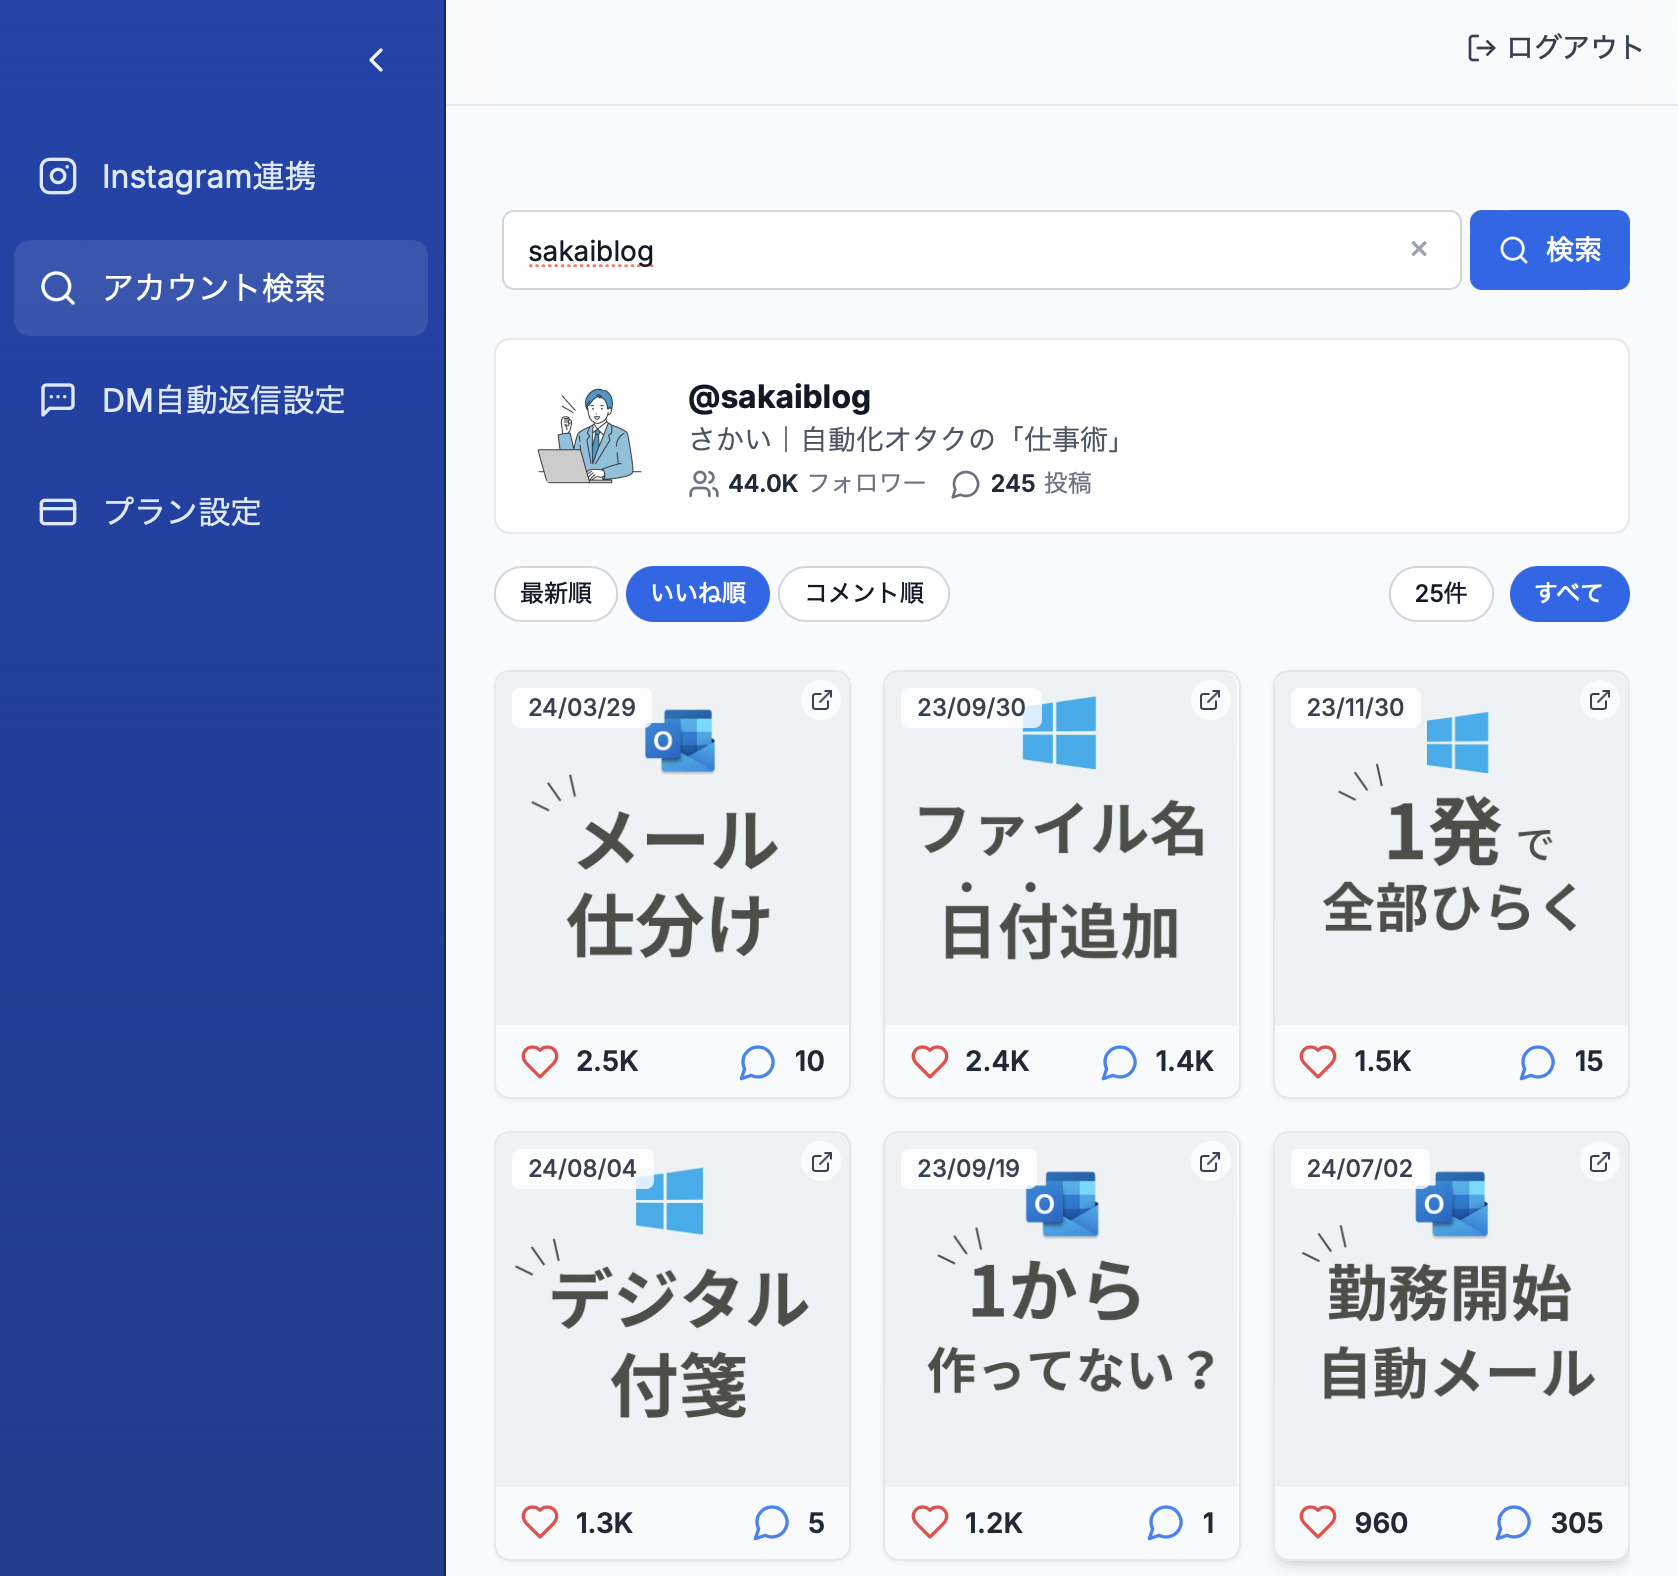 ログアウト
Instagram連携
アカウント検索
DM自動返信設定
プラン設定
sakaiblog
検索
@sakaiblog
さかい｜自動化オタクの「仕事術」
44.0K フォロワー 245 投稿
最新順 いいね順 コメント順 25件 すべて
24/03/29
メール
仕分け
2.5K 10
23/09/30
ファイル名
日付追加
2.4K 1.4K
23/11/30
1発で
全部ひらく
1.5K 15
24/08/04
デジタル
付箋
1.3K 5
23/09/19
1から
作ってない？
1.2K 1
24/07/02
勤務開始
自動メール
960 305